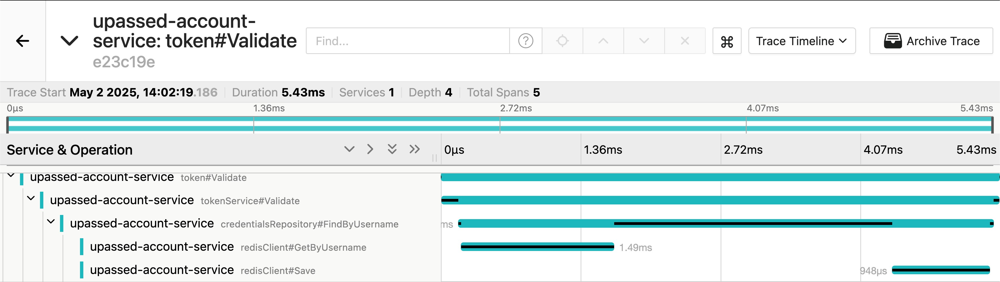 upassed-account-
service: token#Validate
e23c19e
Find...
Trace Timeline
Archive Trace
Trace Start May 2 2025, 14:02:19.186 Duration 5.43ms Services 1 Depth 4 Total Spans 5
0μs 1.36ms 2.72ms 4.07ms 5.43ms
Service & Operation 0μs 1.36ms 2.72ms 4.07ms 5.43ms
upassed-account-service token#Validate
upassed-account-service tokenService#Validate
upassed-account-service credentialsRepository#FindByUsername ms
upassed-account-service redisClient#GetByUsername 1.49ms
upassed-account-service redisClient#Save 948μs